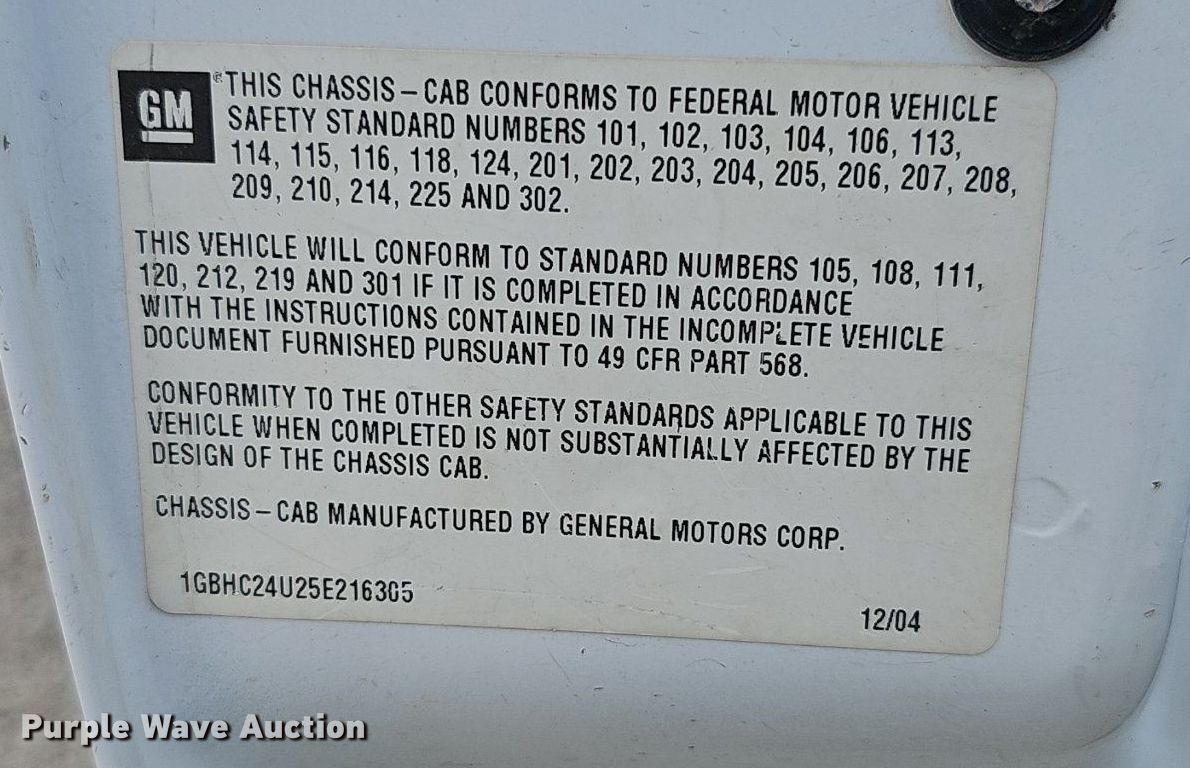 GM
® THIS CHASSIS – CAB CONFORMS TO FEDERAL MOTOR VEHICLE
SAFETY STANDARD NUMBERS 101, 102, 103, 104, 106, 113,
114, 115, 116, 118, 124, 201, 202, 203, 204, 205, 206, 207, 208,
209, 210, 214, 225 AND 302.
THIS VEHICLE WILL CONFORM TO STANDARD NUMBERS 105, 108, 111,
120, 212, 219 AND 301 IF IT IS COMPLETED IN ACCORDANCE
WITH THE INSTRUCTIONS CONTAINED IN THE INCOMPLETE VEHICLE
DOCUMENT FURNISHED PURSUANT TO 49 CFR PART 568.
CONFORMITY TO THE OTHER SAFETY STANDARDS APPLICABLE TO THIS
VEHICLE WHEN COMPLETED IS NOT SUBSTANTIALLY AFFECTED BY THE
DESIGN OF THE CHASSIS CAB.
CHASSIS – CAB MANUFACTURED BY GENERAL MOTORS CORP.
1GBHC24U25E216305
12/04
Purple Wave Auction